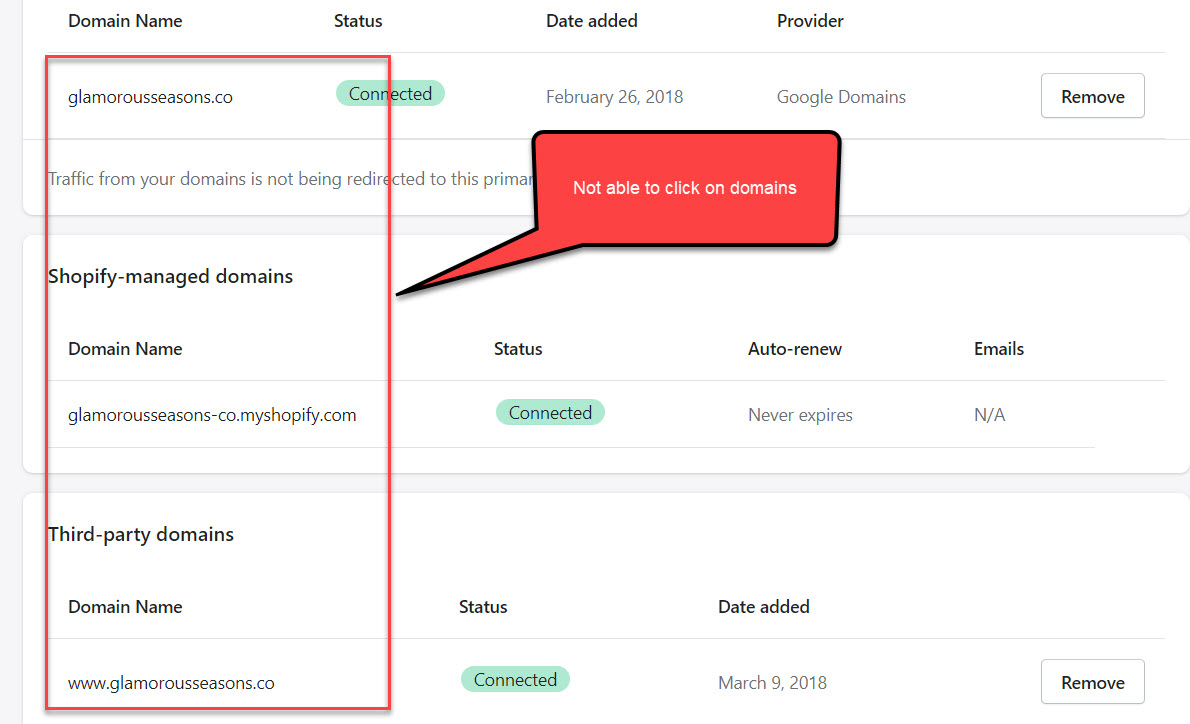 Domain Name Status Date added Provider
glamorousseasons.co Connected February 26, 2018 Google Domains Remove
Traffic from your domains is not being redirected to this
Not able to click on domains
Shopify-managed domains
Domain Name Status Auto-renew Emails
glamorousseasons-co.myshopify.com Connected Never expires N/A
Third-party domains
Domain Name Status Date added
www.glamorousseasons.co Connected March 9, 2018 Remove